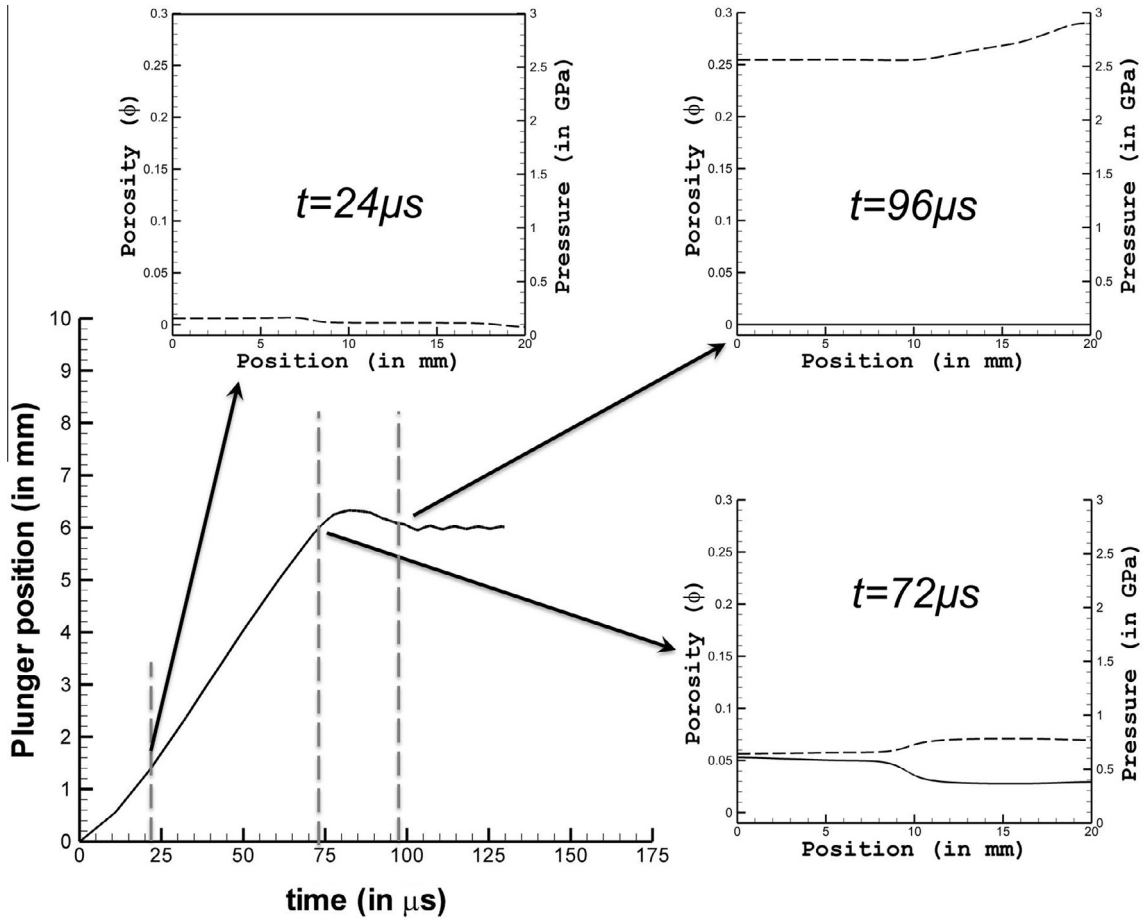 0.3
0.25
0.2
0.15
0.1
0.05
0
Porosity (ϕ)
3
2.5
2
1.5
1
0.5
0
Pressure (in GPa)
t=24µs
0 5 10 15 20
Position (in mm)
0.3
0.25
0.2
0.15
0.1
0.05
0
Porosity (ϕ)
3
2.5
2
1.5
1
0.5
0
Pressure (in GPa)
t=96µs
0 5 10 15 20
Position (in mm)
10
9
8
7
6
5
4
3
2
1
0
Plunger position (in mm)
0 25 50 75 100 125 150 175
time (in µs)
0.3
0.25
0.2
0.15
0.1
0.05
0
Porosity (ϕ)
3
2.5
2
1.5
1
0.5
0
Pressure (in GPa)
t=72µs
0 5 10 15 20
Position (in mm)